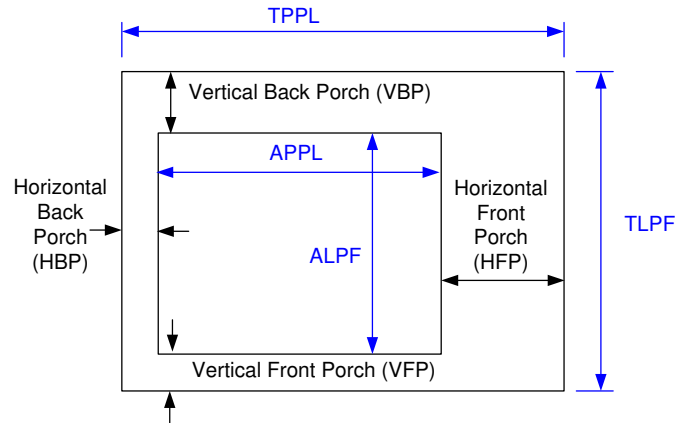 TPPL
Vertical Back Porch (VBP)
APPL
Horizontal
Back
Porch
(HBP)
Horizontal
Front
Porch
(HFP)
TLPF
ALPF
Vertical Front Porch (VFP)